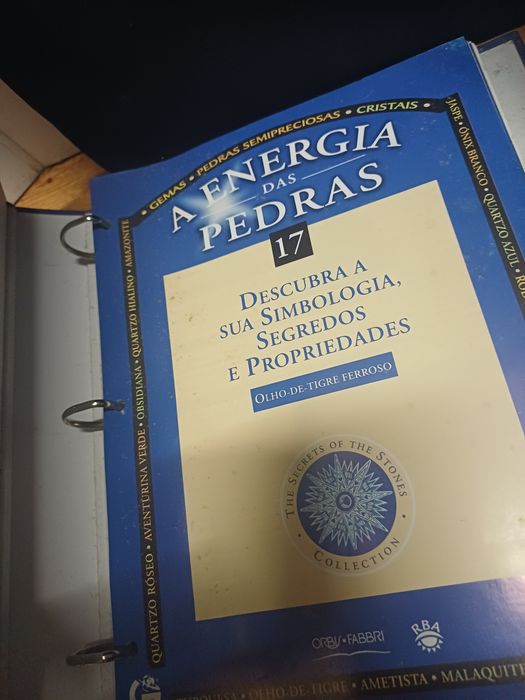 • GEMAS • PEDRAS SEMIPRECIOSAS • CRISTAIS •
JASPE • ÓNIX BRANCO • QUARTZO AZUL •
A ENERGIA
DAS
PEDRAS
17
DESCUBRA A
SUA SIMBOLOGIA,
SEGREDOS
E PROPRIEDADES
OLHO-DE-TIGRE FERROSO
THE SECRETS OF THE STONES
• COLLECTION •
QUARTZO RÓSEO • AVENTURINA VERDE • OBSIDIANA • QUARTZO HIALINO • AMAZONITE
ORBIS • FABBRI
RBA
• OLHO-DE-TIGRE • AMETISTA • MALAQUITE